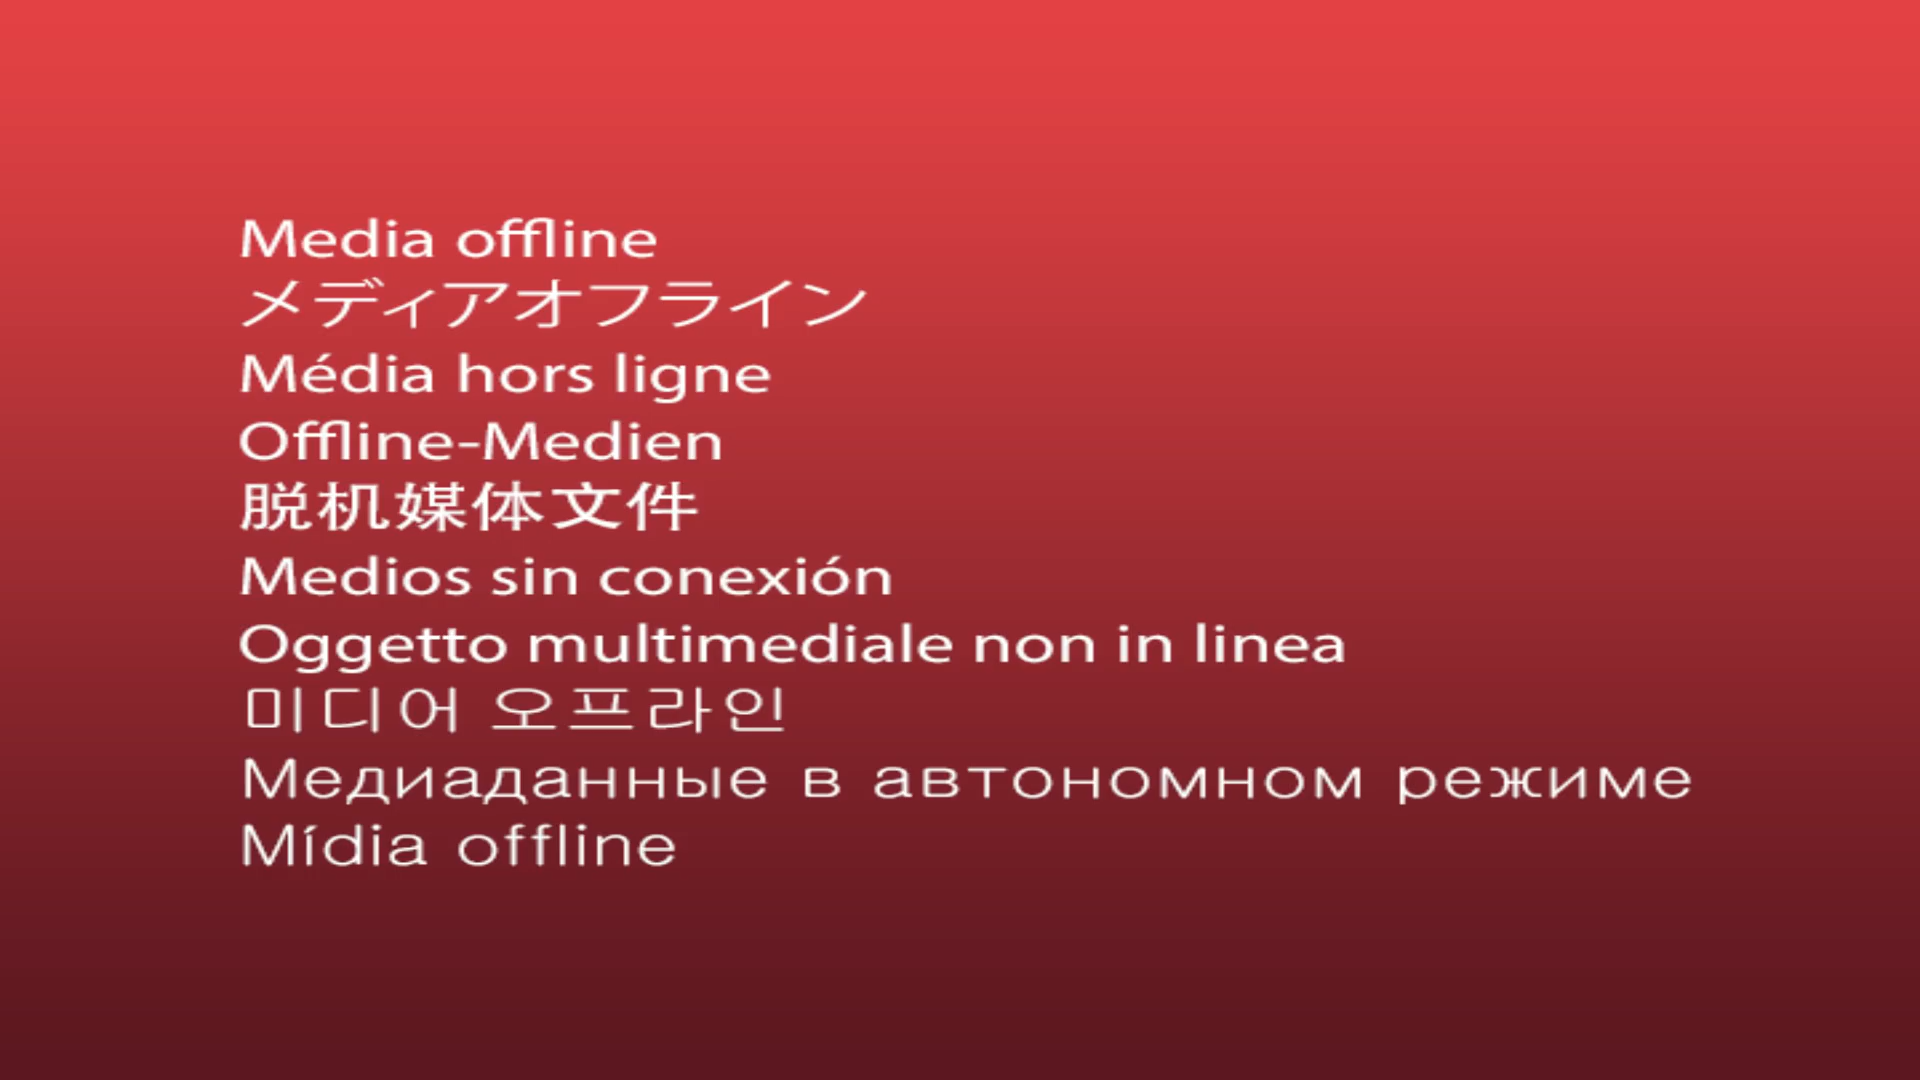 Media offline
メディアオフライン
Média hors ligne
Offline-Medien
脱机媒体文件
Medios sin conexión
Oggetto multimediale non in linea
미디어 오프라인
Медиаданные в автономном режиме
Mídia offline